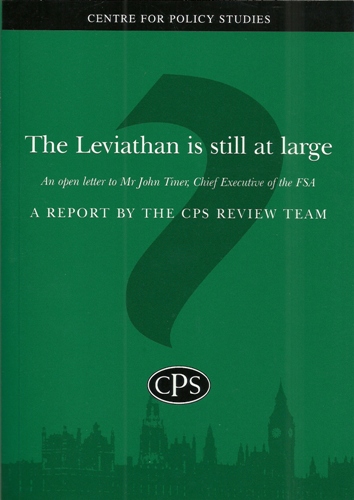 CENTRE FOR POLICY STUDIES
The Leviathan is still at large
An open letter to Mr John Tiner, Chief Executive of the FSA
A REPORT BY THE CPS REVIEW TEAM
CPS